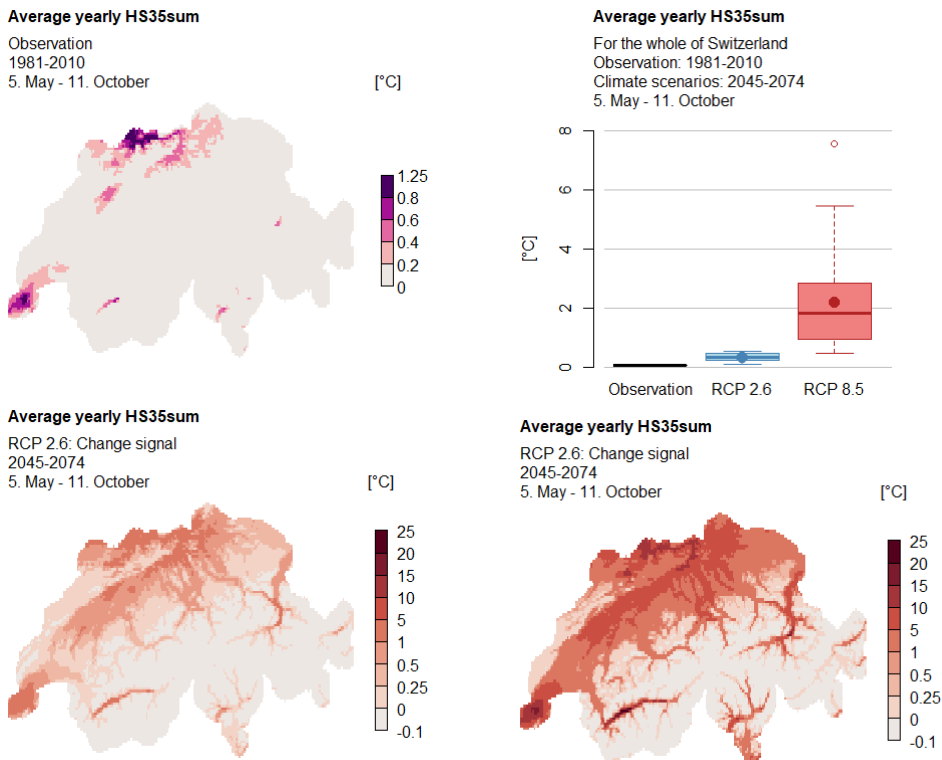 Average yearly HS35sum
Observation
1981-2010
5. May - 11. October
[°C]
1.25
0.8
0.6
0.4
0.2
0
Average yearly HS35sum
For the whole of Switzerland
Observation: 1981-2010
Climate scenarios: 2045-2074
5. May - 11. October
8
6
4
2
0
[°C]
Observation RCP 2.6 RCP 8.5
Average yearly HS35sum
RCP 2.6: Change signal
2045-2074
5. May - 11. October
[°C]
25
20
15
10
5
1
0.5
0.25
0
-0.1
Average yearly HS35sum
RCP 2.6: Change signal
2045-2074
5. May - 11. October
[°C]
25
20
15
10
5
1
0.5
0.25
0
-0.1